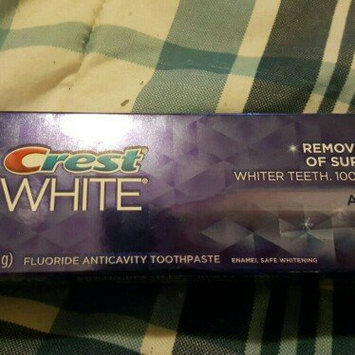 Crest
WHITE®
REMOV
OF SUR
WHITER TEETH. 100
A
g) FLUORIDE ANTICAVITY TOOTHPASTE ENAMEL SAFE WHITENING